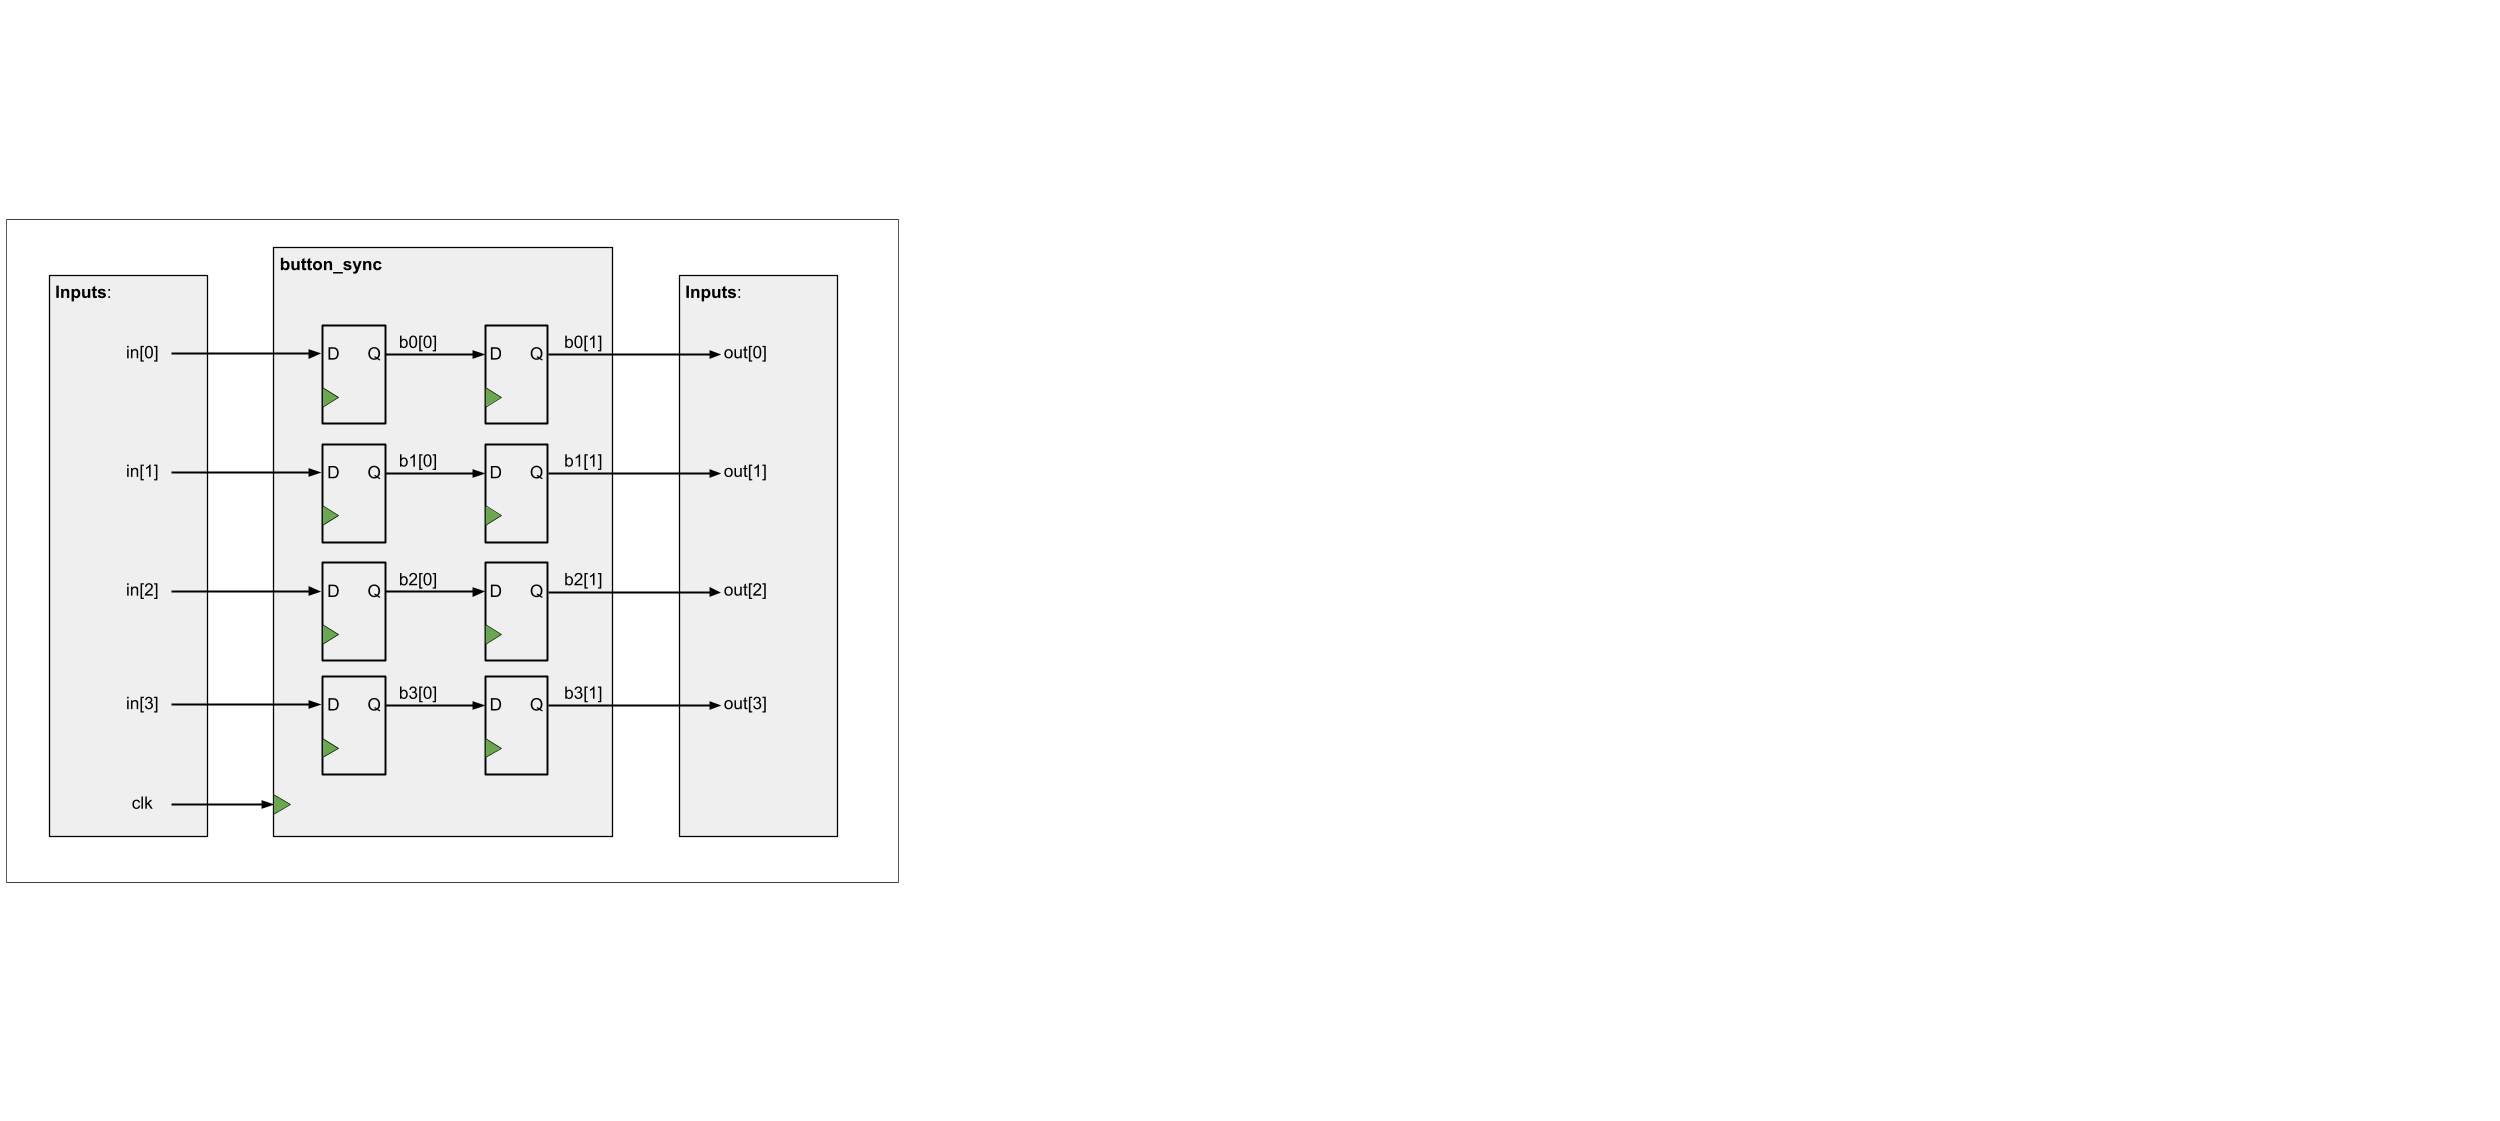 button_sync
Inputs:
Inputs:
in[0]
D Q
b0[0]
D Q
b0[1]
out[0]
in[1]
D Q
b1[0]
D Q
b1[1]
out[1]
in[2]
D Q
b2[0]
D Q
b2[1]
out[2]
in[3]
D Q
b3[0]
D Q
b3[1]
out[3]
clk